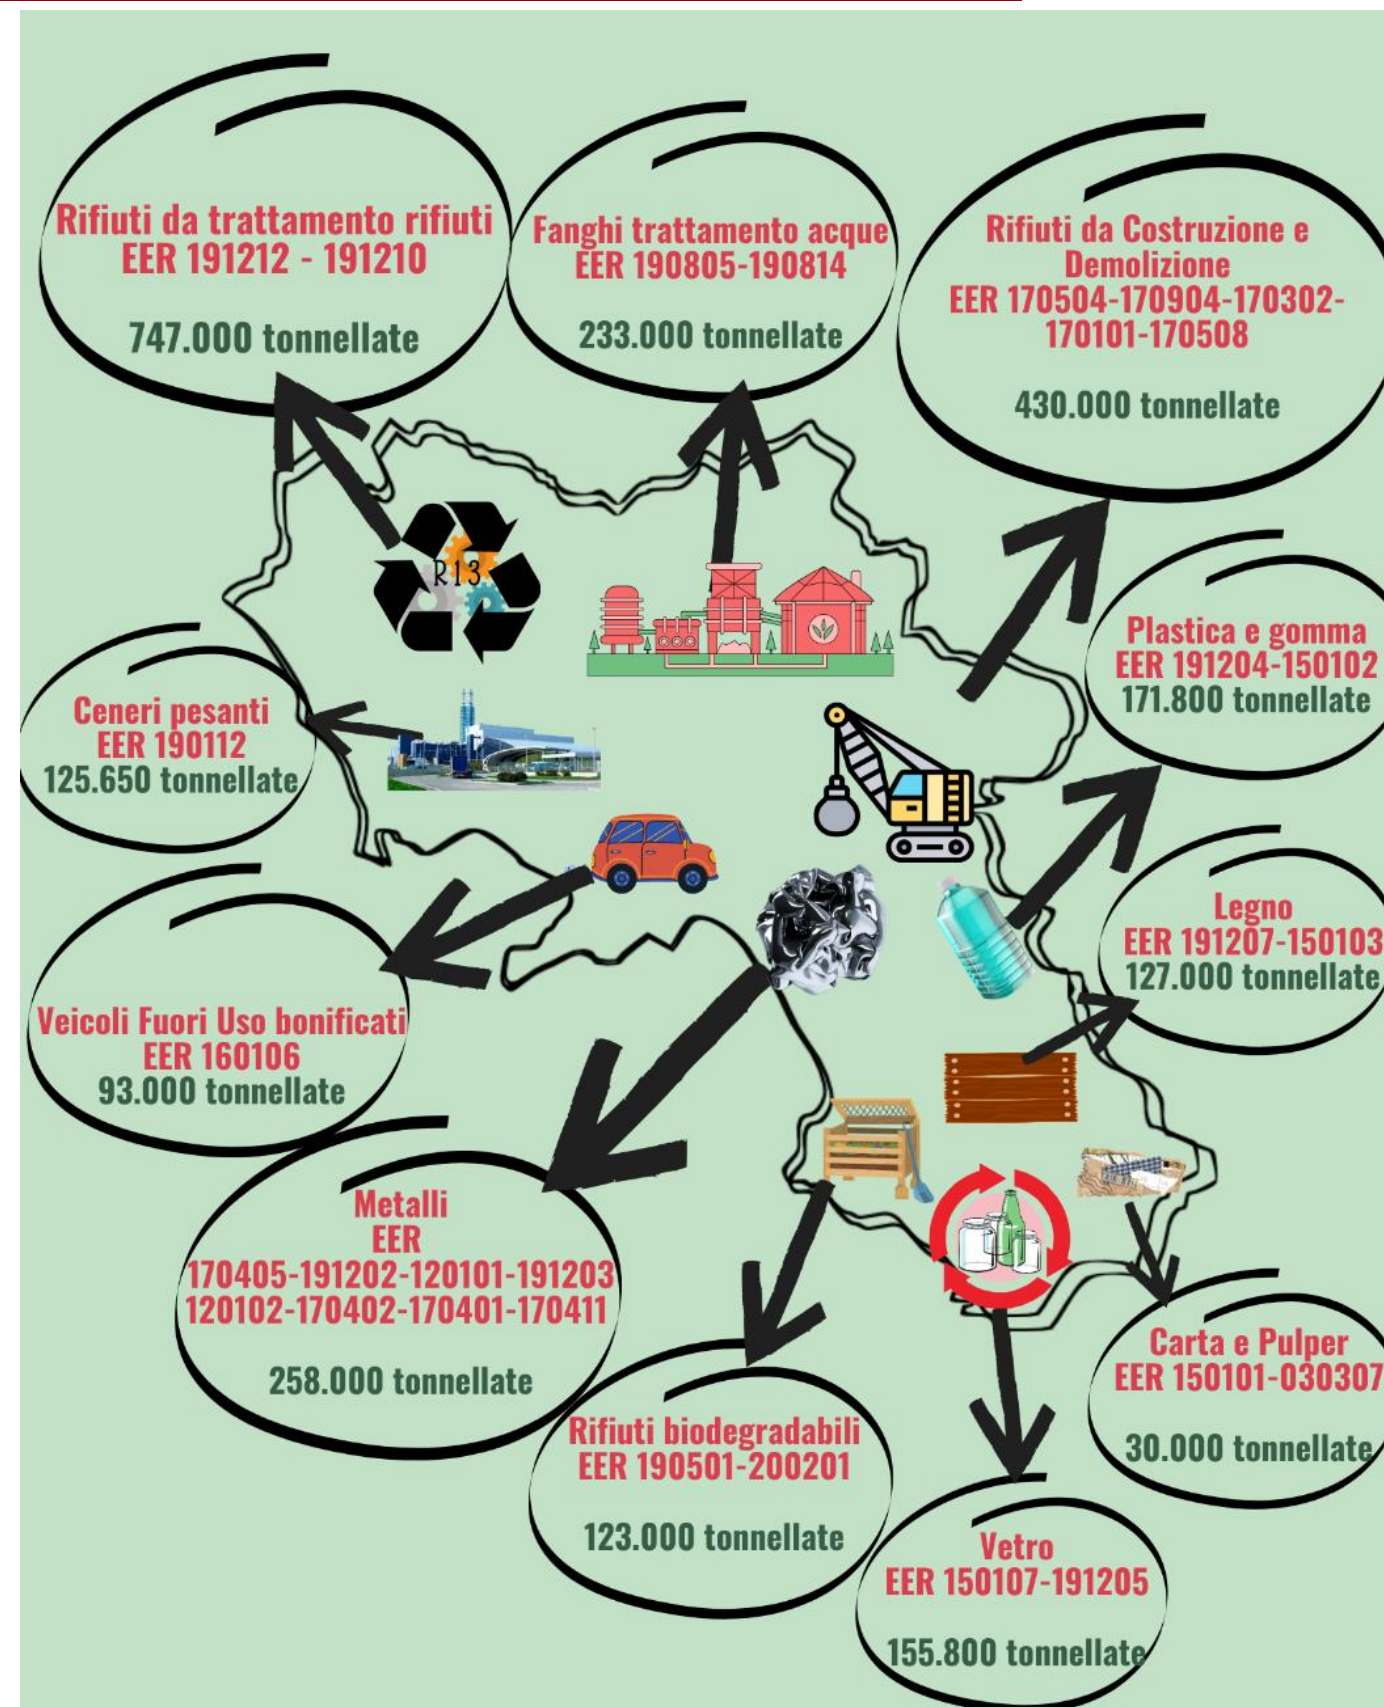 Rifiuti da trattamento rifiuti
EER 191212 - 191210
747.000 tonnellate
Fanghi trattamento acque
EER 190805-190814
233.000 tonnellate
Rifiuti da Costruzione e
Demolizione
EER 170504-170904-170302-
170101-170508
430.000 tonnellate
R13
Plastica e gomma
EER 191204-150102
171.800 tonnellate
Ceneri pesanti
EER 190112
125.650 tonnellate
Legno
EER 191207-150103
127.000 tonnellate
Veicoli Fuori Uso bonificati
EER 160106
93.000 tonnellate
Metalli
EER
170405-191202-120101-191203
120102-170402-170401-170411
258.000 tonnellate
Carta e Pulper
EER 150101-030307
30.000 tonnellate
Rifiuti biodegradabili
EER 190501-200201
123.000 tonnellate
Vetro
EER 150107-191205
155.800 tonnellate